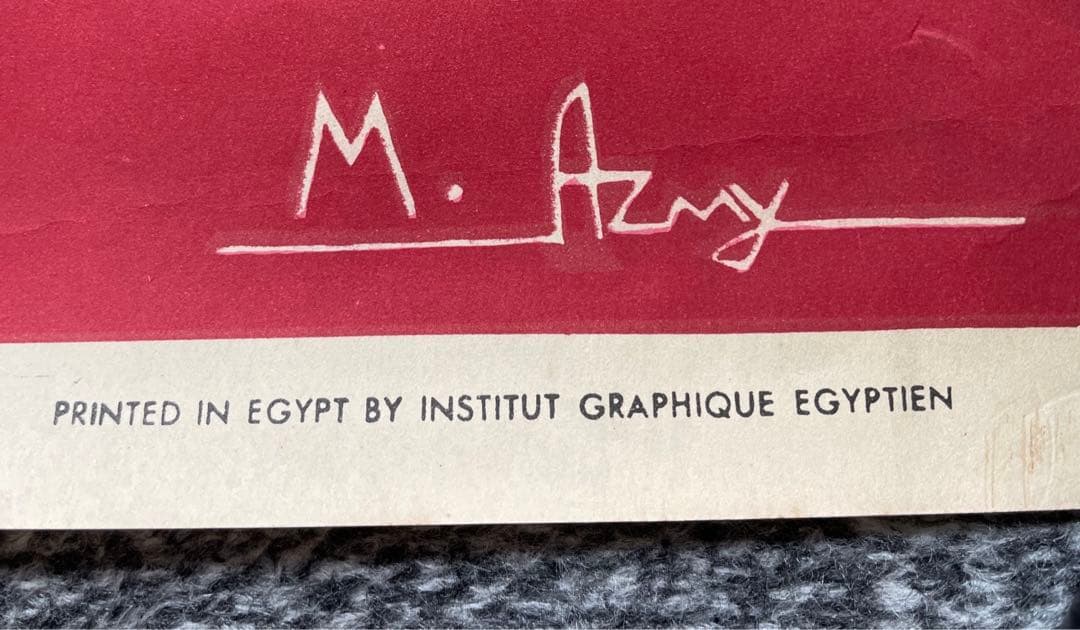 M. Azmy
PRINTED IN EGYPT BY INSTITUT GRAPHIQUE EGYPTIEN